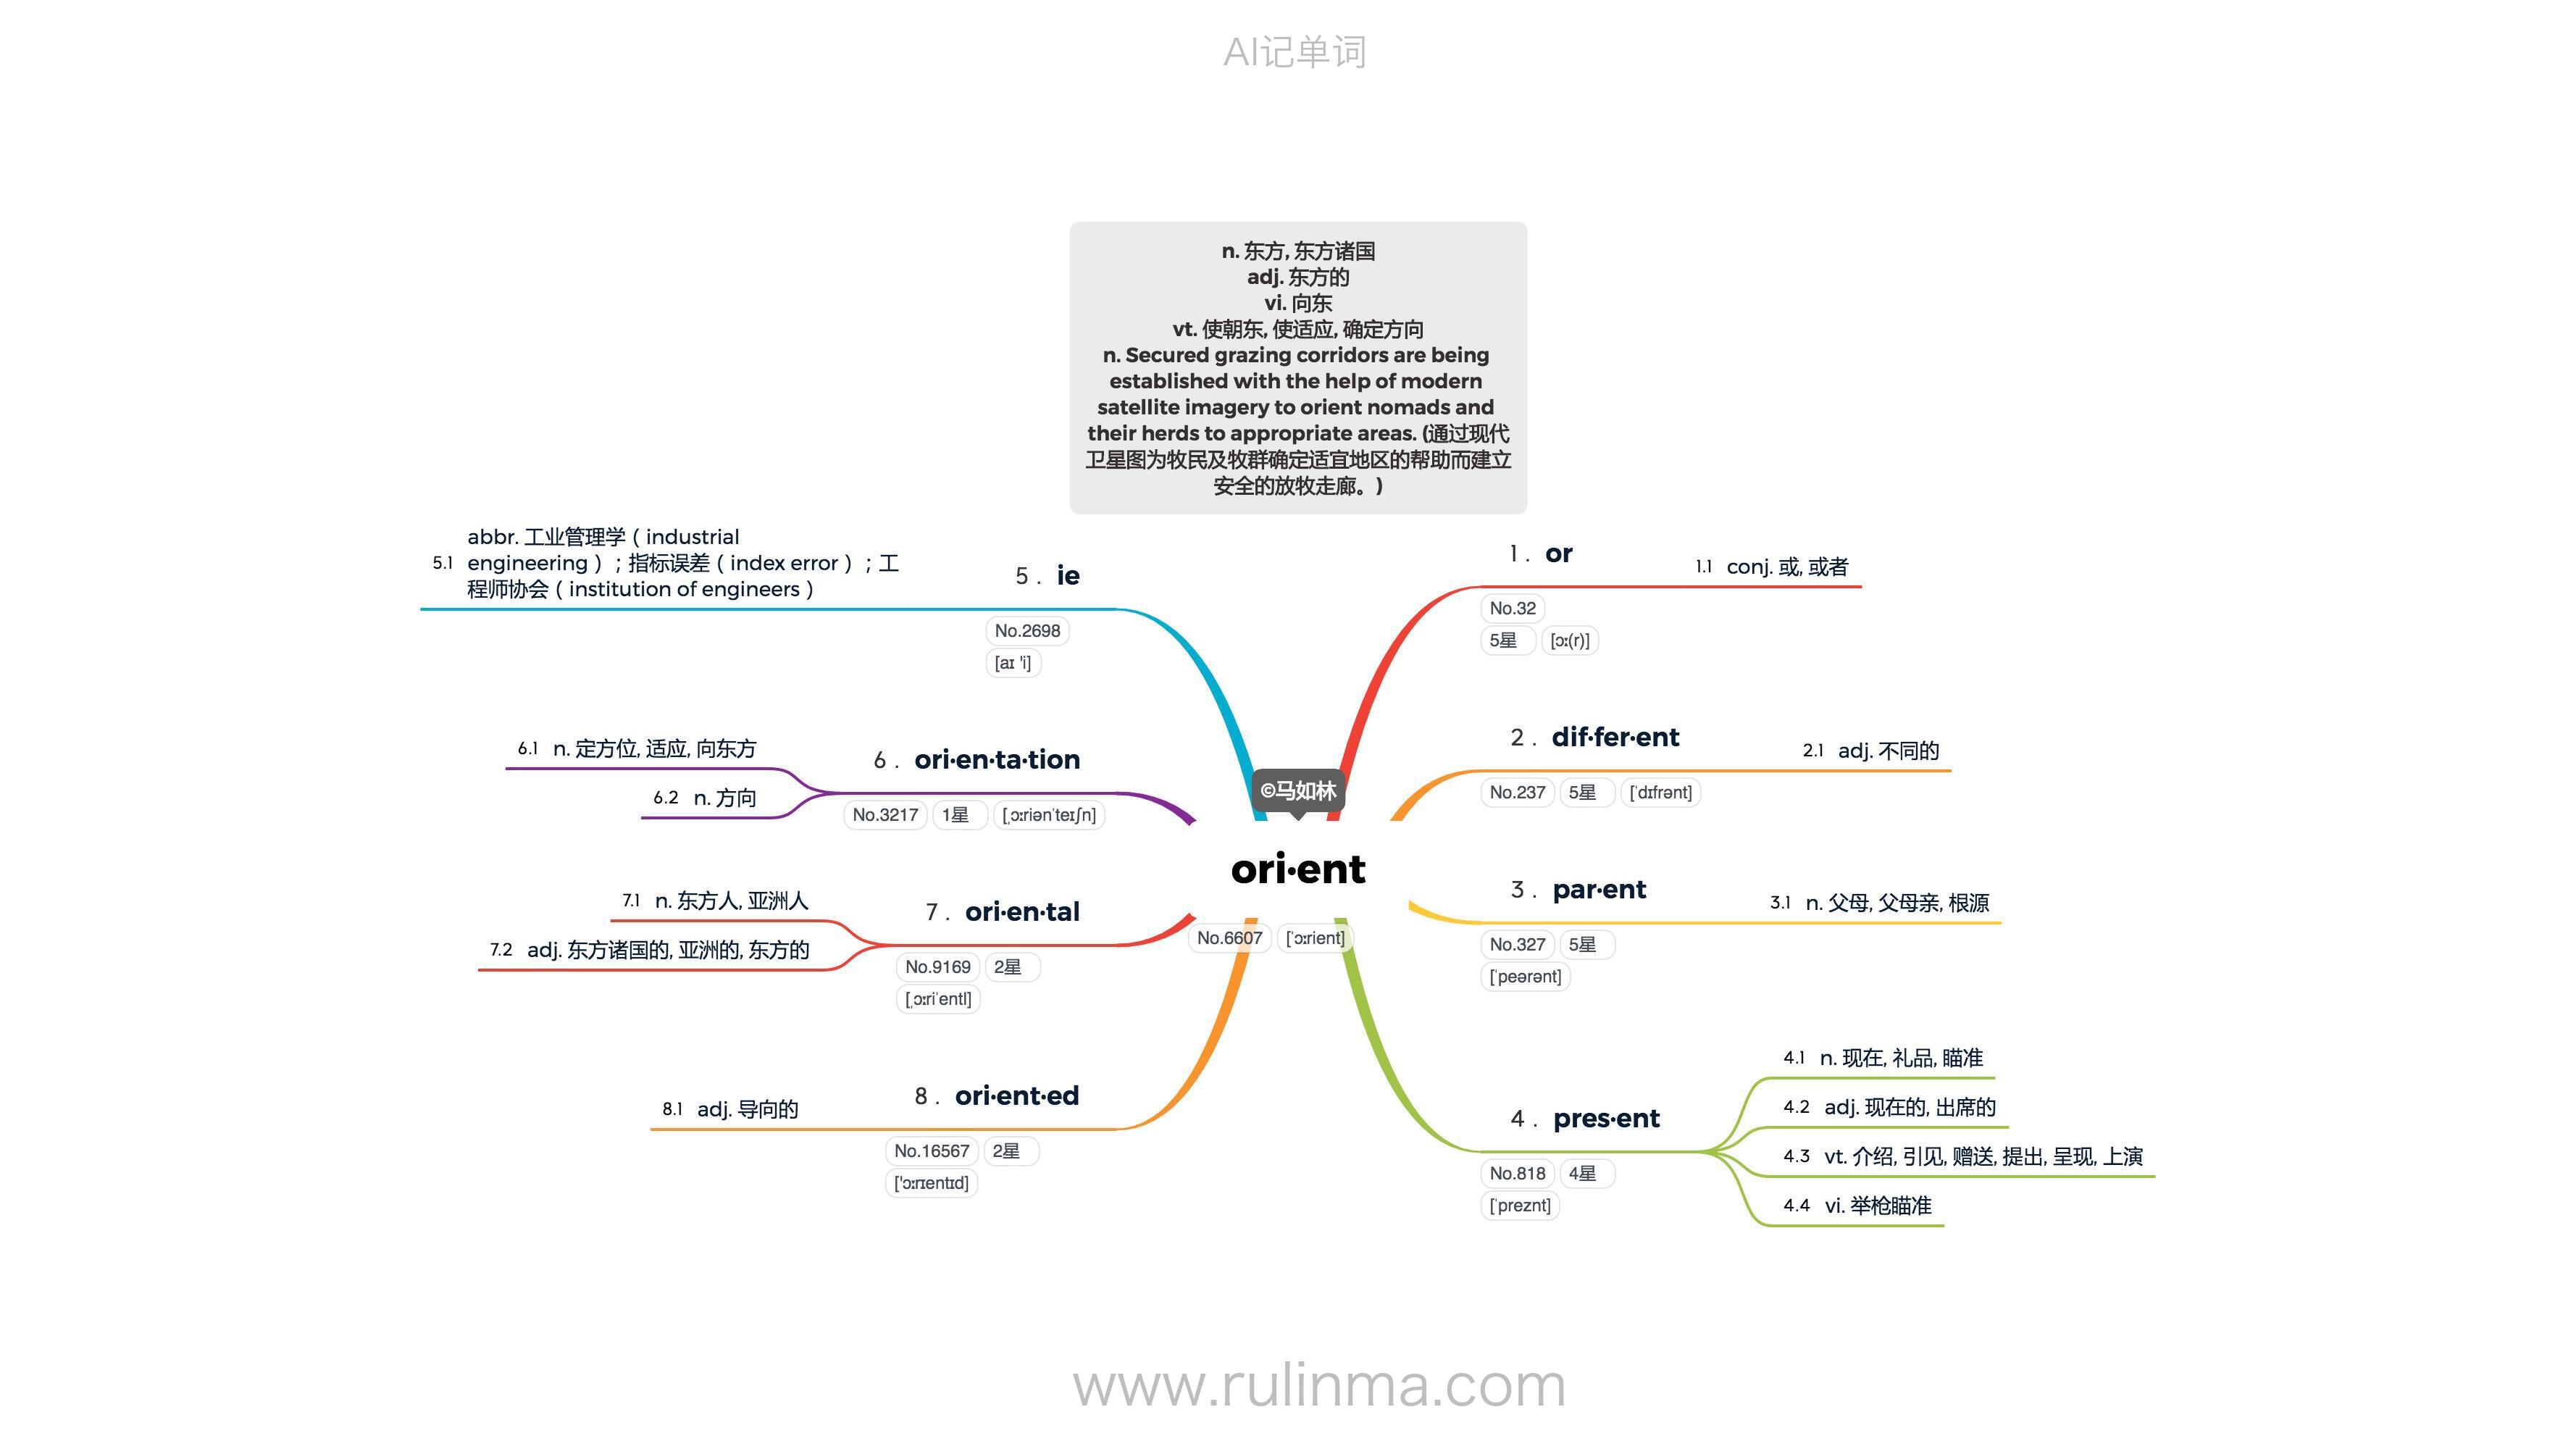 AI记单词
n. 东方, 东方诸国
adj. 东方的
vi. 向东
vt. 使朝东, 使适应, 确定方向
n. Secured grazing corridors are being
established with the help of modern
satellite imagery to orient nomads and
their herds to appropriate areas. (通过现代
卫星图为牧民及牧群确定适宜地区的帮助而建立
安全的放牧走廊。)
©马如林
ori·ent
No.6607 [ˈɔːrient]
1 . or
No.32
5星 [ɔː(r)]
1.1 conj. 或, 或者
2 . dif·fer·ent
No.237 5星 [ˈdɪfrənt]
2.1 adj. 不同的
3 . par·ent
No.327 5星
[ˈpeərənt]
3.1 n. 父母, 父母亲, 根源
4 . pres·ent
No.818 4星
[ˈpreznt]
4.1 n. 现在, 礼品, 瞄准
4.2 adj. 现在的, 出席的
4.3 vt. 介绍, 引见, 赠送, 提出, 呈现, 上演
4.4 vi. 举枪瞄准
5 . ie
No.2698
[aɪ 'i]
5.1 abbr. 工业管理学（industrial
engineering）；指标误差（index error）；工
程师协会（institution of engineers）
6 . ori·en·ta·tion
No.3217 1星 [ˌɔːriənˈteɪʃn]
6.1 n. 定方位, 适应, 向东方
6.2 n. 方向
7 . ori·en·tal
No.9169 2星
[ˌɔːriˈentl]
7.1 n. 东方人, 亚洲人
7.2 adj. 东方诸国的, 亚洲的, 东方的
8 . ori·ent·ed
No.16567 2星
['ɔːrɪentɪd]
8.1 adj. 导向的
www.rulinma.com